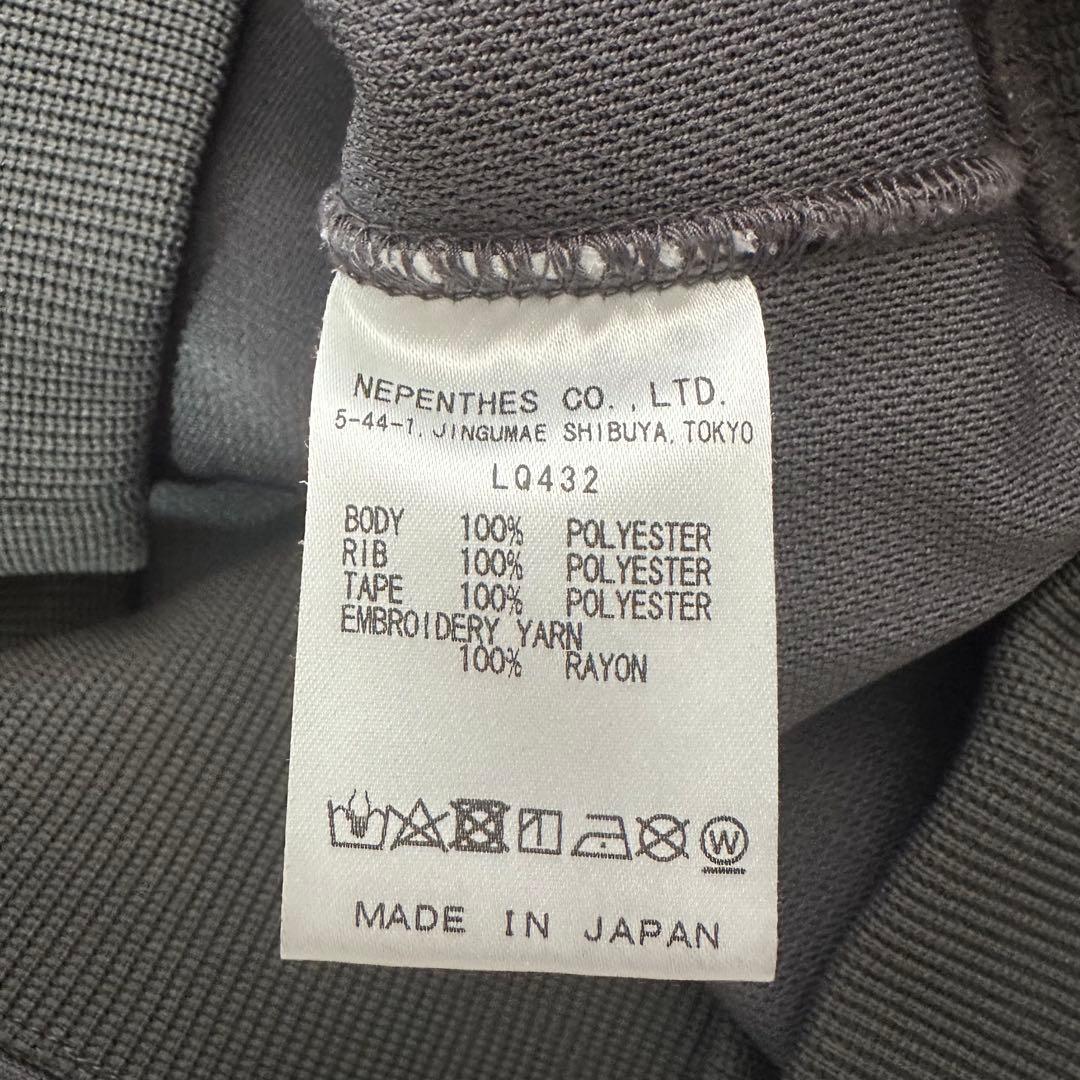 NEPENTHES CO.,LTD.
5-44-1, JINGUMAE SHIBUYA, TOKYO
LQ432
BODY 100% POLYESTER
RIB 100% POLYESTER
TAPE 100% POLYESTER
EMBROIDERY YARN
100% RAYON
W
MADE IN JAPAN